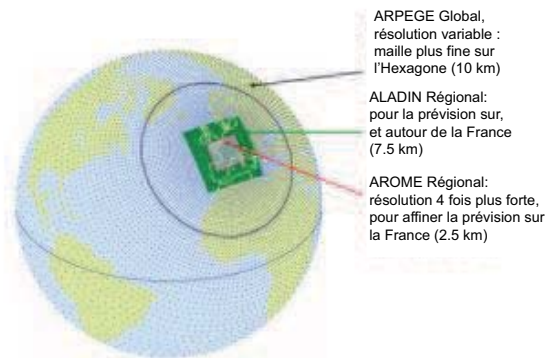 ARPEGE Global,
résolution variable :
maille plus fine sur
l'Hexagone (10 km)
ALADIN Régional:
pour la prévision sur,
et autour de la France
(7.5 km)
AROME Régional:
résolution 4 fois plus forte,
pour affiner la prévision sur
la France (2.5 km)